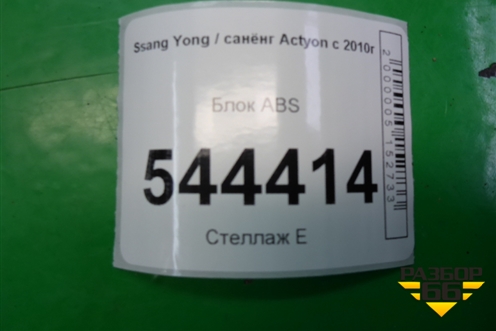 Ssang Yong / санёнг Actyon с 2010г
Блок ABS
544414
Стеллаж Е
2000005152733
РАЗБОР
66